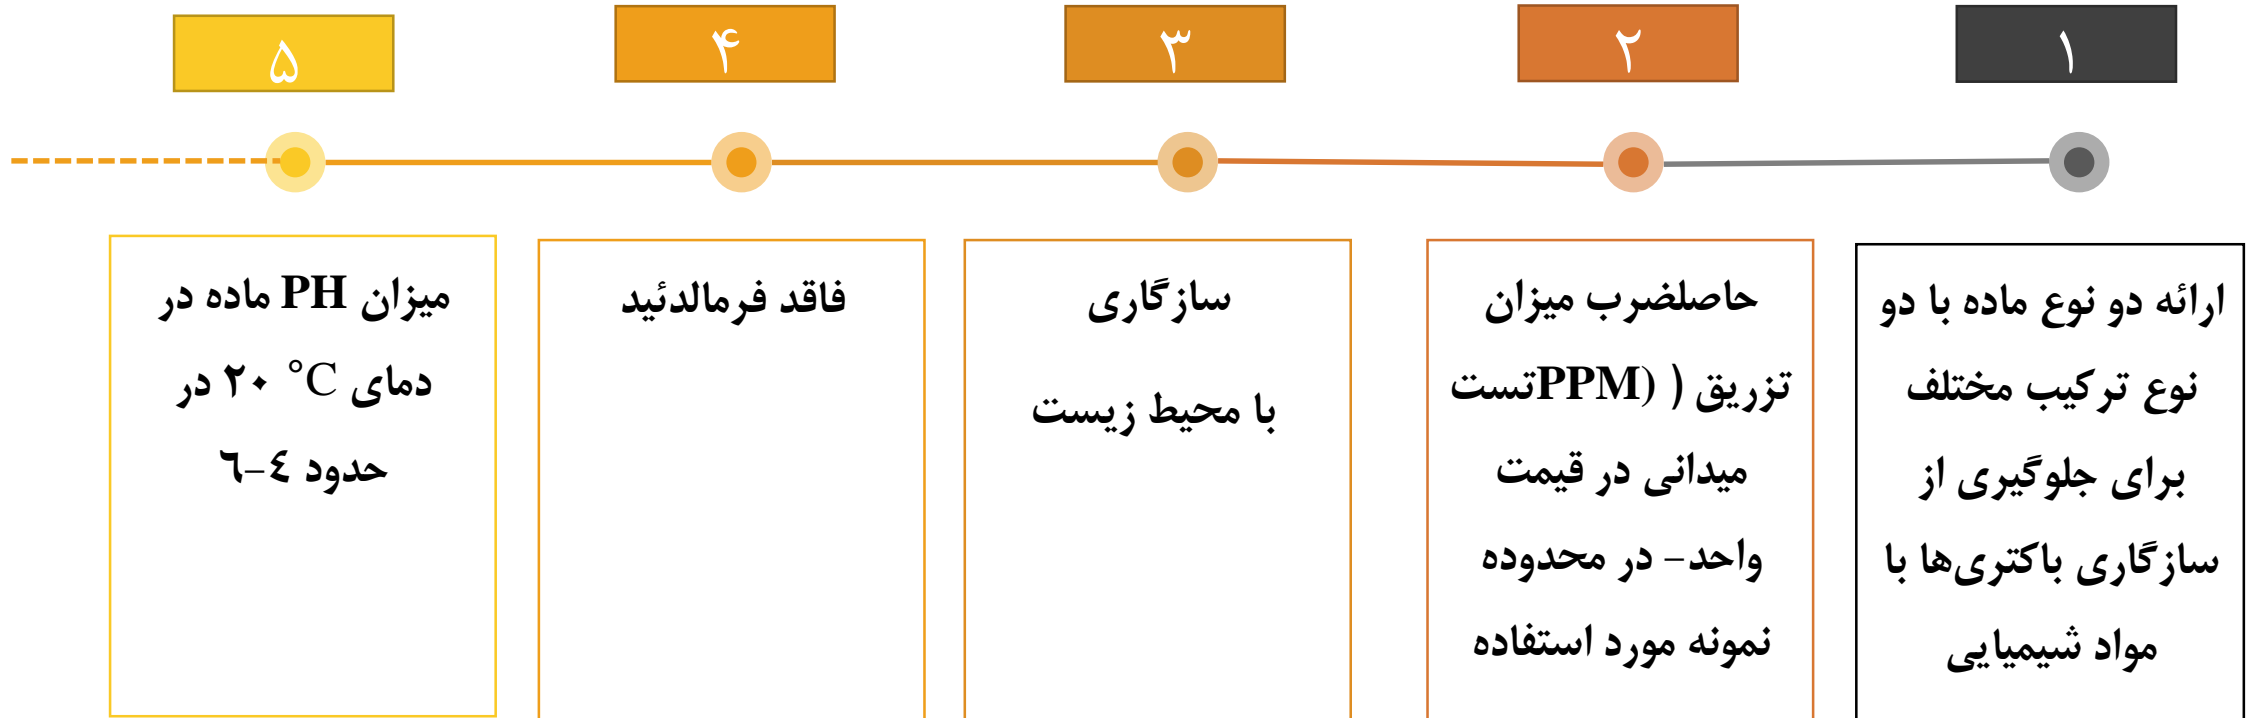 ۱
ارائه دو نوع ماده با دو
نوع ترکیب مختلف
برای جلوگیری از
سازگاری باکتری‌ها با
مواد شیمیایی
۲
حاصلضرب میزان
تزریق ( (PPMتست
میدانی در قیمت
واحد- در محدوده
نمونه مورد استفاده
۳
سازگاری
با محیط زیست
۴
فاقد فرمالدئید
۵
میزان PH ماده در
دمای ۲۰ °C در
حدود ٤-٦